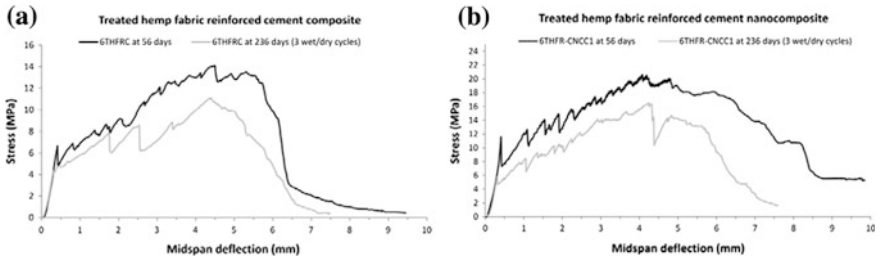 (a)
Treated hemp fabric reinforced cement composite
6THFRC at 56 days
6THFRC at 236 days (3 wet/dry cycles)
Stress (MPa)
16
14
12
10
8
6
4
2
0
0 1 2 3 4 5 6 7 8 9 10
Midspan deflection (mm)
(b)
Treated hemp fabric reinforced cement nanocomposite
6THFR-CNCC1 at 56 days
6THFR-CNCC1 at 236 days (3 wet/dry cycles)
Stress (MPa)
24
22
20
18
16
14
12
10
8
6
4
2
0
0 1 2 3 4 5 6 7 8 9 10
Midspan deflection (mm)